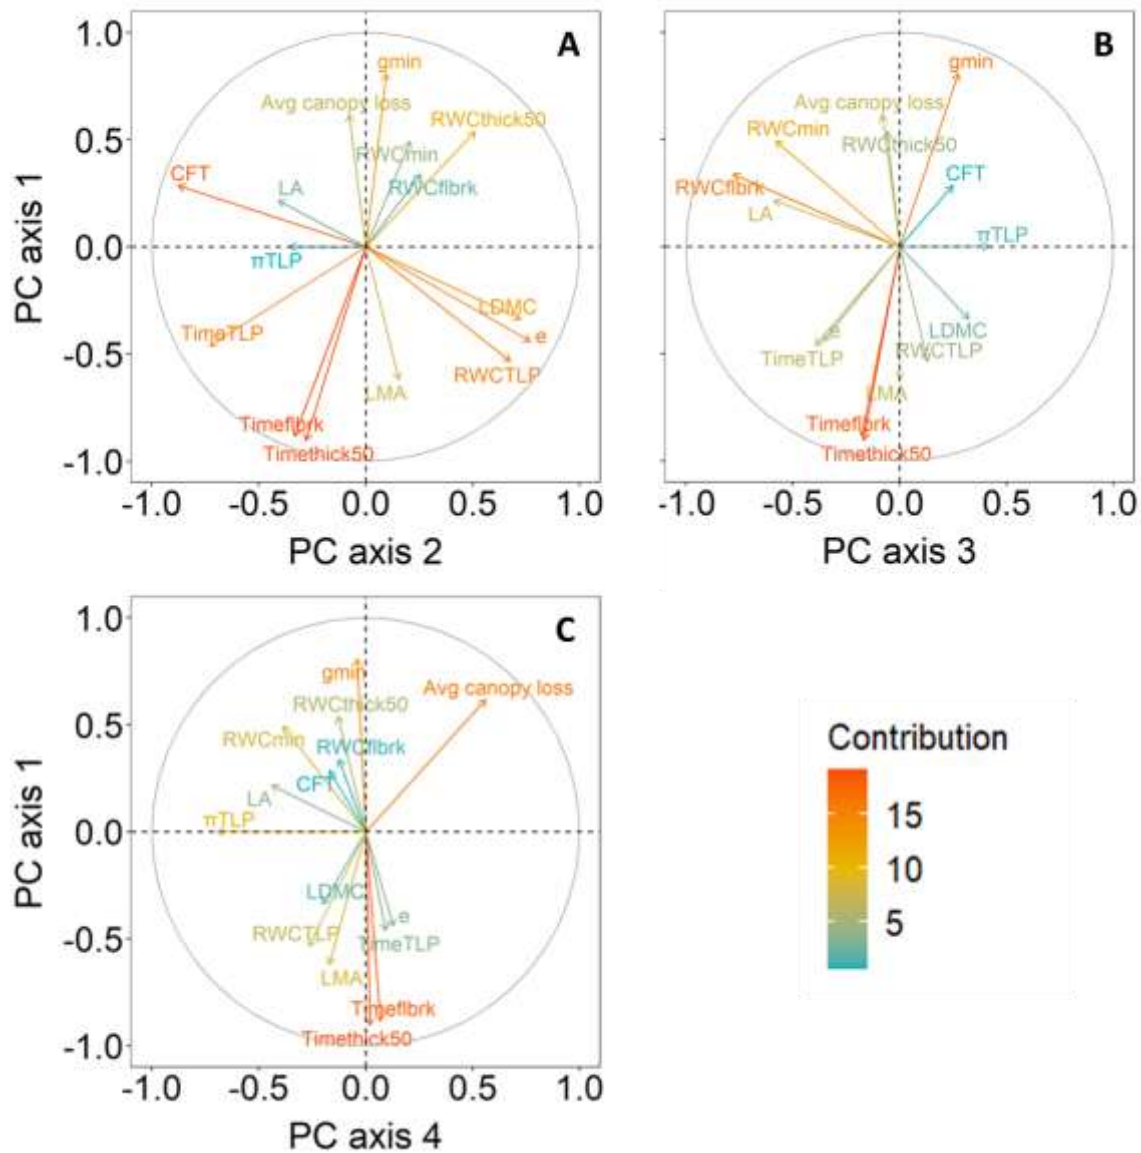 A
1.0
0.5
0.0
-0.5
-1.0
PC axis 1
gmin
Avg canopy loss
RWCthick50
RWCmin
RWCflbrk
CFT
LA
πTLP
TimeTLP
LDMC
e
RWCTLP
LMA
Timeflbrk
Timethick50
-1.0 -0.5 0.0 0.5 1.0
PC axis 2
B
gmin
Avg canopy loss
RWCmin
RWCthick50
CFT
RWCflbrk
LA
πTLP
e
LDMC
TimeTLP
RWCTLP
LMA
Timeflbrk
Timethick50
-1.0 -0.5 0.0 0.5 1.0
PC axis 3
C
1.0
0.5
0.0
-0.5
-1.0
PC axis 1
gmin
Avg canopy loss
RWCthick50
RWCmin
RWCflbrk
CFT
LA
πTLP
LDMC
e
RWCTLP
TimeTLP
LMA
Timeflbrk
Timethick50
-1.0 -0.5 0.0 0.5 1.0
PC axis 4
Contribution
15
10
5